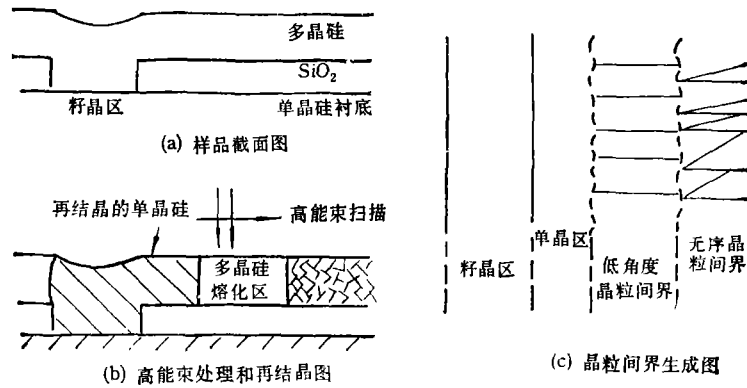 多晶硅
SiO₂
籽晶区
单晶硅衬底
(a) 样品截面图
再结晶的单晶硅
高能束扫描
多晶硅
熔化区
(b) 高能束处理和再结晶图
籽晶区
单晶区
低角度
晶粒间界
无序晶
粒间界
(c) 晶粒间界生成图